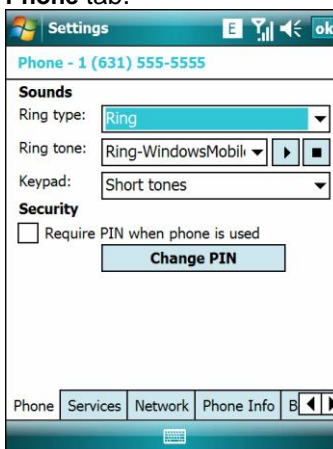 Phone tab:
Settings E ok
Phone - 1 (631) 555-5555
Sounds
Ring type: Ring
Ring tone: Ring-WindowsMobil
Keypad: Short tones
Security
Require PIN when phone is used
Change PIN
Phone Services Network Phone Info B